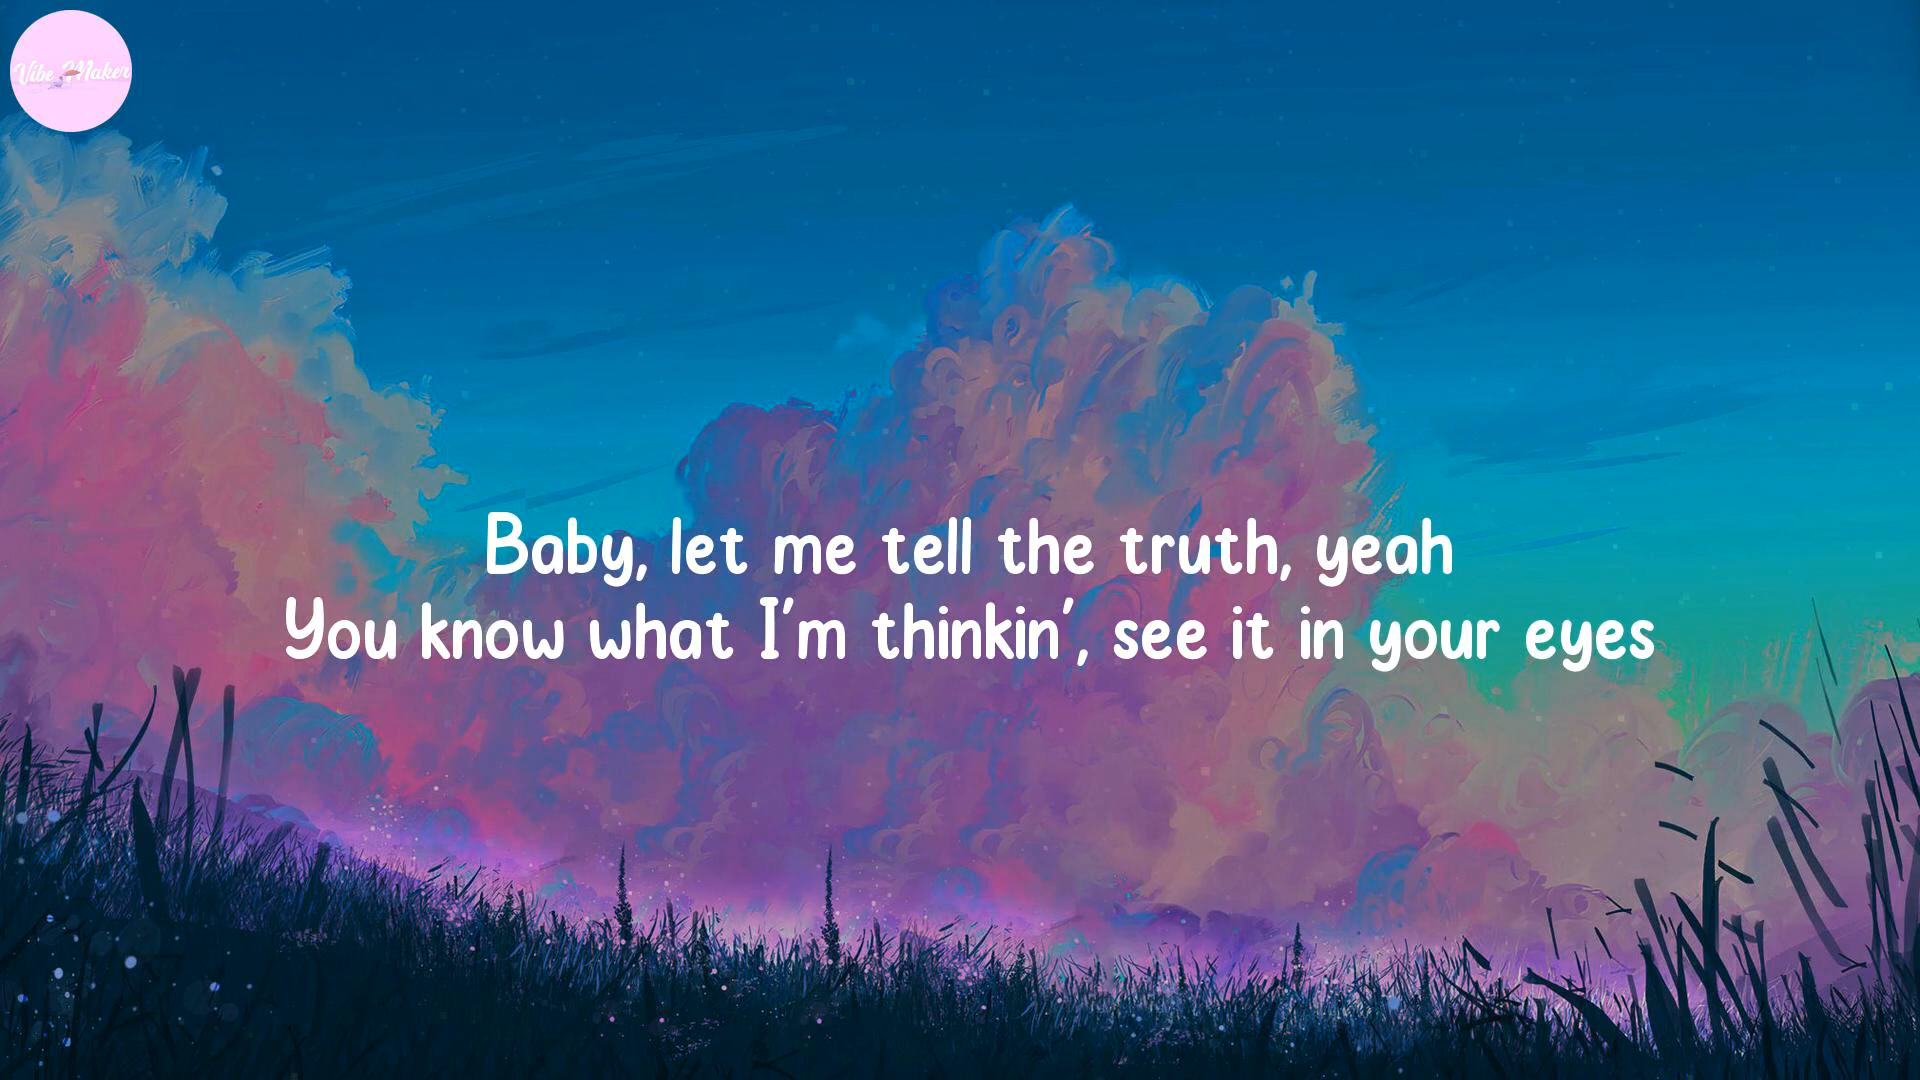 Vibe Maker
Baby, let me tell the truth, yeah
You know what I'm thinkin', see it in your eyes